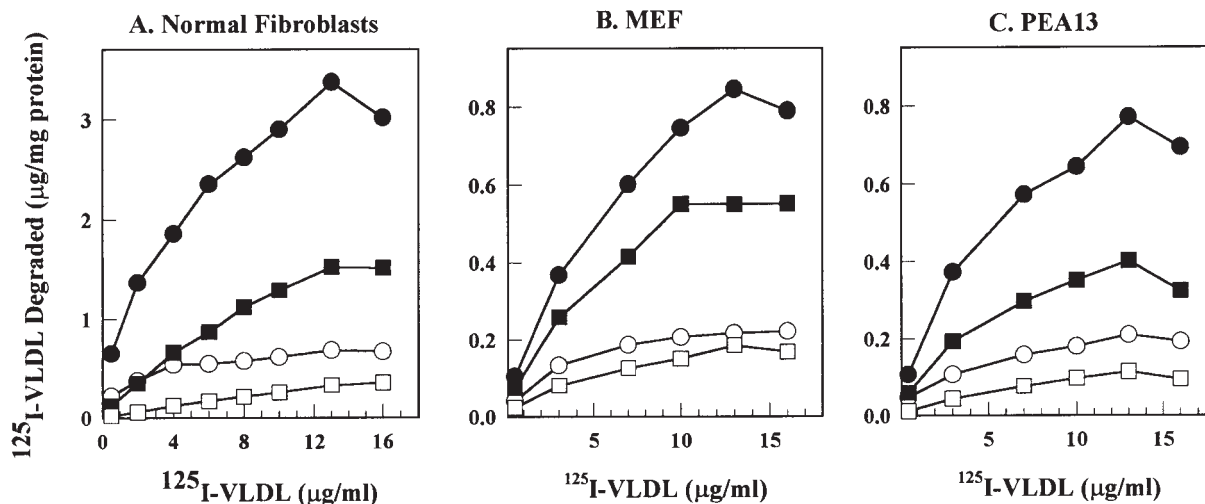 A. Normal Fibroblasts
B. MEF
C. PEA13
¹²⁵I-VLDL Degraded (μg/mg protein)
3
2
1
0
0 4 8 12 16
¹²⁵I-VLDL (μg/ml)
0.8
0.6
0.4
0.2
0.0
5 10 15
¹²⁵I-VLDL (μg/ml)
0.8
0.6
0.4
0.2
0.0
5 10 15
¹²⁵I-VLDL (μg/ml)